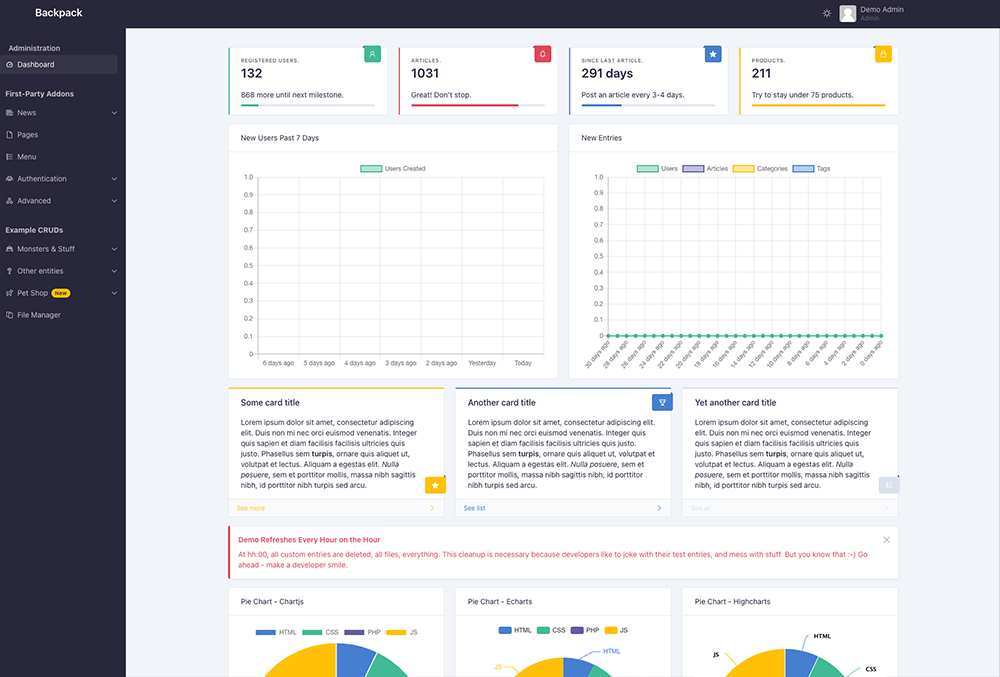 Backpack
Demo Admin
Admin
Administration
Dashboard
First-Party Addons
News
Pages
Menu
Authentication
Advanced
Example CRUDs
Monsters & Stuff
Other entities
Pet Shop New
File Manager
REGISTERED USERS.
132
868 more until next milestone.
ARTICLES.
1031
Great! Don't stop.
SINCE LAST ARTICLE.
291 days
Post an article every 3-4 days.
PRODUCTS.
211
Try to stay under 75 products.
New Users Past 7 Days
Users Created
1.0
0.9
0.8
0.7
0.6
0.5
0.4
0.3
0.2
0.1
0
6 days ago 5 days ago 4 days ago 3 days ago 2 days ago Yesterday Today
New Entries
Users Articles Categories Tags
1.0
0.9
0.8
0.7
0.6
0.5
0.4
0.3
0.2
0.1
0
30 days ago 28 days ago 26 days ago 24 days ago 22 days ago 20 days ago 18 days ago 16 days ago 14 days ago 12 days ago 10 days ago 8 days ago 6 days ago 4 days ago 2 days ago 0 days ago
Some card title
Lorem ipsum dolor sit amet, consectetur adipiscing
elit. Duis non mi nec orci euismod venenatis. Integer
quis sapien et diam facilisis facilisis ultricies quis
justo. Phasellus sem turpis, ornare quis aliquet ut,
volutpat et lectus. Aliquam a egestas elit. Nulla
posuere, sem et porttitor mollis, massa nibh sagittis
nibh, id porttitor nibh turpis sed arcu.
See more
Another card title
Lorem ipsum dolor sit amet, consectetur adipiscing
elit. Duis non mi nec orci euismod venenatis. Integer
quis sapien et diam facilisis facilisis ultricies quis
justo. Phasellus sem turpis, ornare quis aliquet ut,
volutpat et lectus. Aliquam a egestas elit. Nulla
posuere, sem et porttitor mollis, massa nibh sagittis
nibh, id porttitor nibh turpis sed arcu.
See list
Yet another card title
Lorem ipsum dolor sit amet, consectetur adipiscing
elit. Duis non mi nec orci euismod venenatis. Integer
quis sapien et diam facilisis facilisis ultricies quis
justo. Phasellus sem turpis, ornare quis aliquet ut,
volutpat et lectus. Aliquam a egestas elit. Nulla
posuere, sem et porttitor mollis, massa nibh sagittis
nibh, id porttitor nibh turpis sed arcu.
See all
Demo Refreshes Every Hour on the Hour
At hh:00, all custom entries are deleted, all files, everything. This cleanup is necessary because developers like to joke with their test entries, and mess with stuff. But you know that :-) Go
ahead - make a developer smile.
Pie Chart - Chartjs
HTML CSS PHP JS
Pie Chart - Echarts
HTML CSS PHP JS
HTML
JS
Pie Chart - Highcharts
HTML
JS
CSS